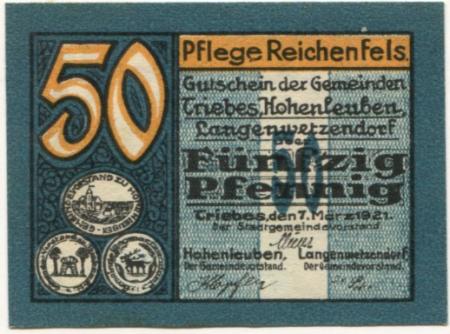 50
Pflege Reichenfels.
Gutschein der Gemeinden
Triebes, Hohenleuben,
Langenwetzendorf
über
50
Fünfzig
Pfennig
Triebes, den 7. März 1921.
Der Stadtgemeindevorstand
Hohenleuben, Langenwetzendorf,
Der Gemeindevorstand. Der Gemeindevorstand.